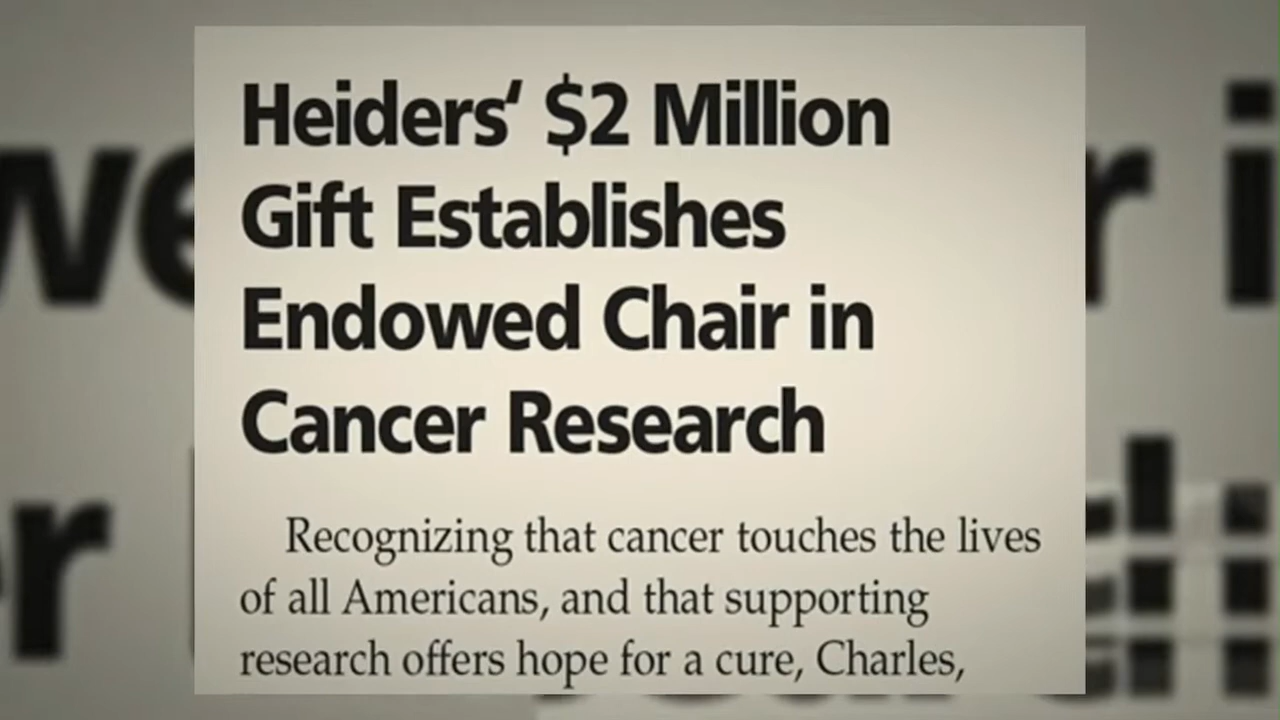 Heiders‘ $2 Million
Gift Establishes
Endowed Chair in
Cancer Research
Recognizing that cancer touches the lives
of all Americans, and that supporting
research offers hope for a cure, Charles,